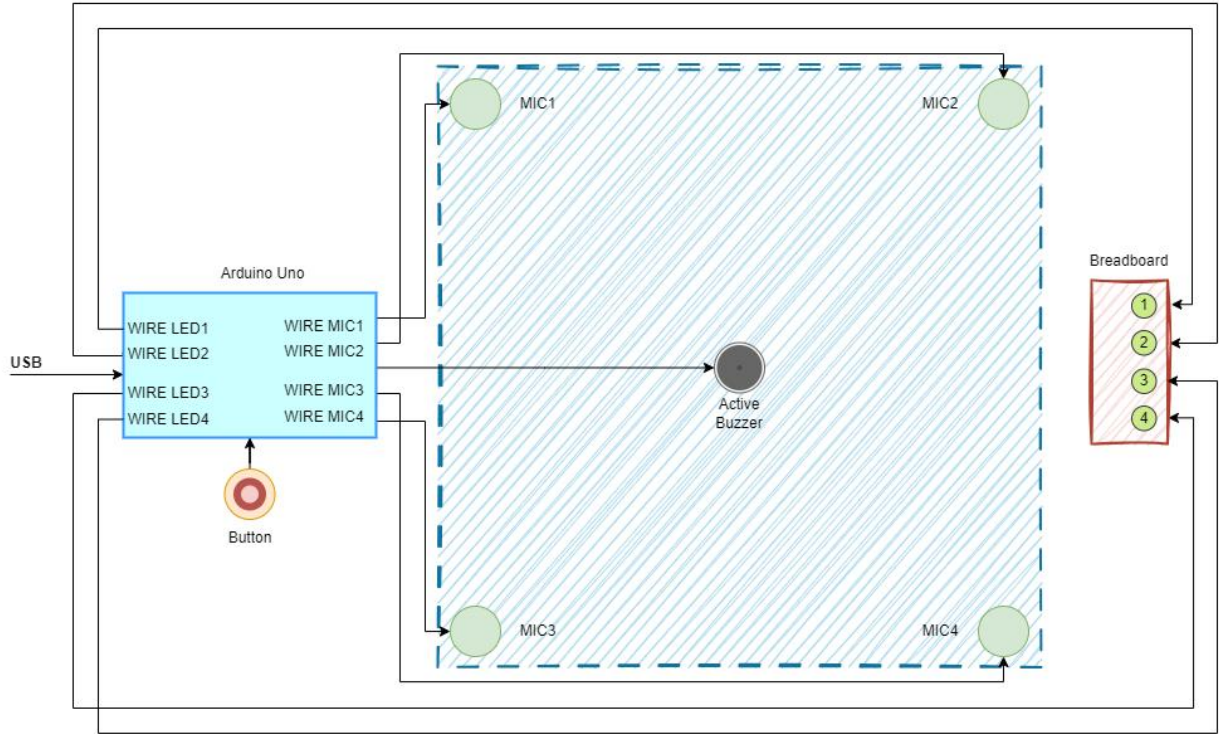 MIC1
MIC2
Arduino Uno
Breadboard
WIRE LED1
WIRE MIC1
WIRE LED2
WIRE MIC2
USB
WIRE LED3
WIRE MIC3
WIRE LED4
WIRE MIC4
1
2
3
4
Active
Buzzer
Button
MIC3
MIC4